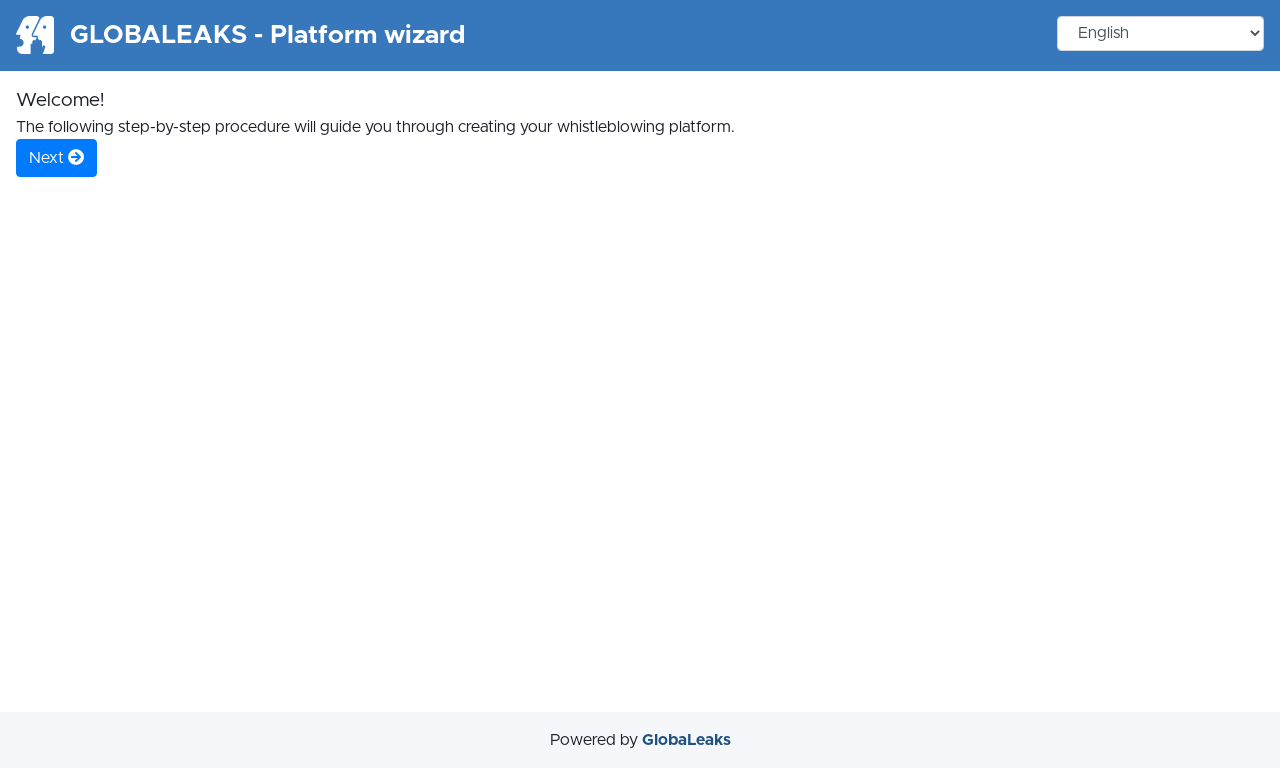 GLOBALEAKS - Platform wizard
English
Welcome!
The following step-by-step procedure will guide you through creating your whistleblowing platform.
Next
Powered by GlobaLeaks